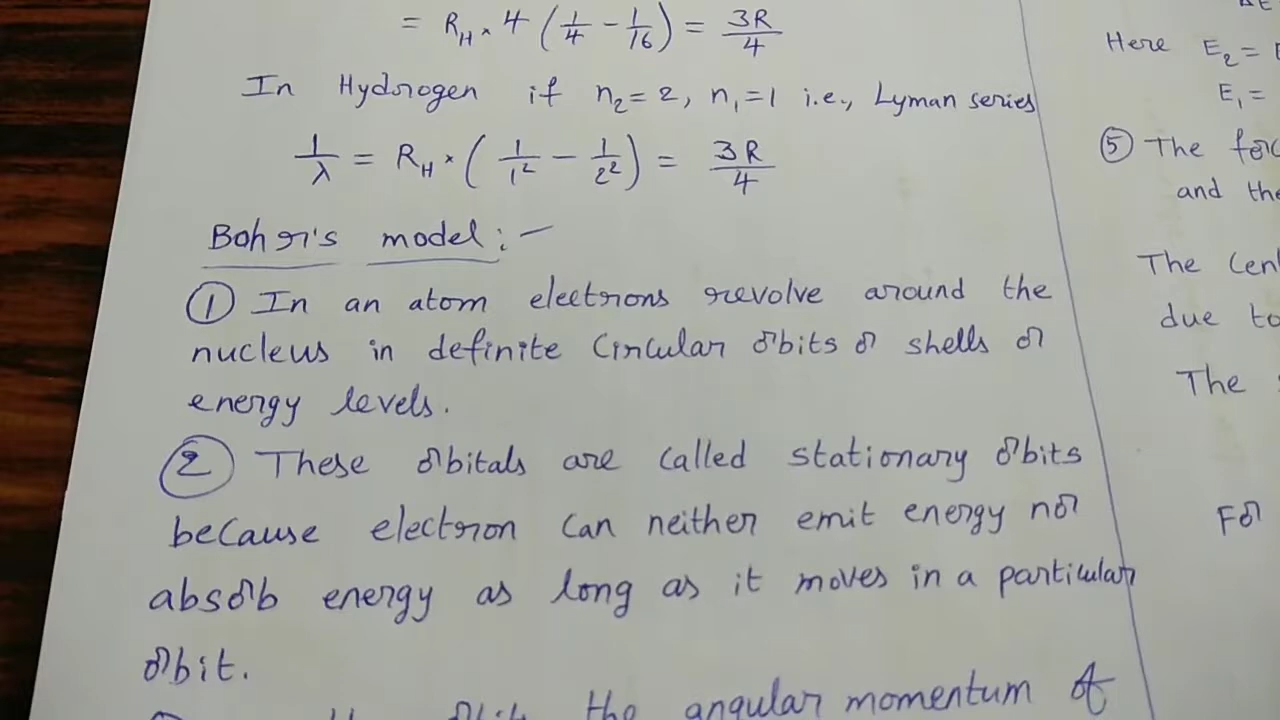 = R_H × 4 (1/4 - 1/16) = 3R/4
In Hydrogen if n₂ = 2, n₁ = 1 i.e., Lyman series
1/λ = R_H × (1/1² - 1/2²) = 3R/4
Bohr's model :-
① In an atom electrons revolve around the
nucleus in definite Circular orbits or shells or
energy levels.
② These orbitals are called stationary orbits
because electron can neither emit energy nor
absorb energy as long as it moves in a particular
orbit.
the angular momentum of
Here E₂ =
E₁ =
⑤ The
and the
The
due to
The
For